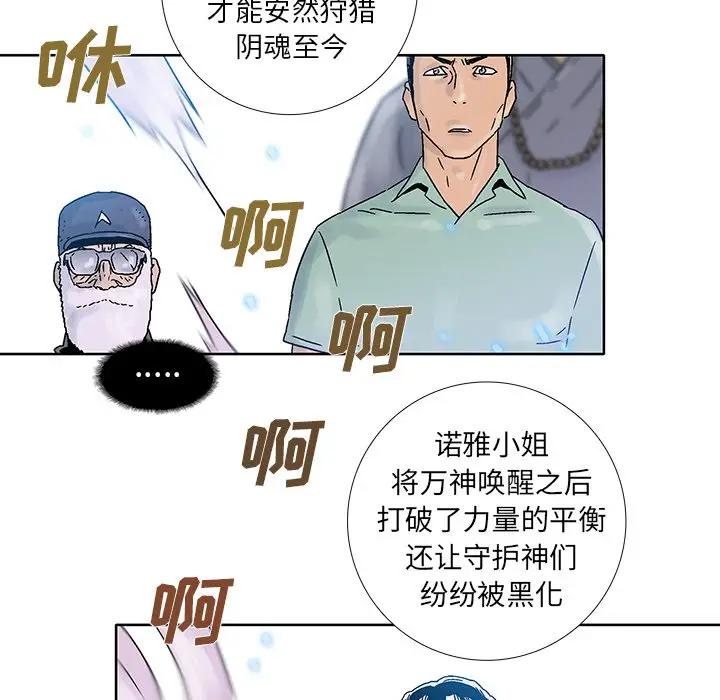 才能安然狩猎
阴魂至今
咻
啊
啊
.....
啊
诺雅小姐
将万神唤醒之后
打破了力量的平衡
还让守护神们
纷纷被黑化
啊